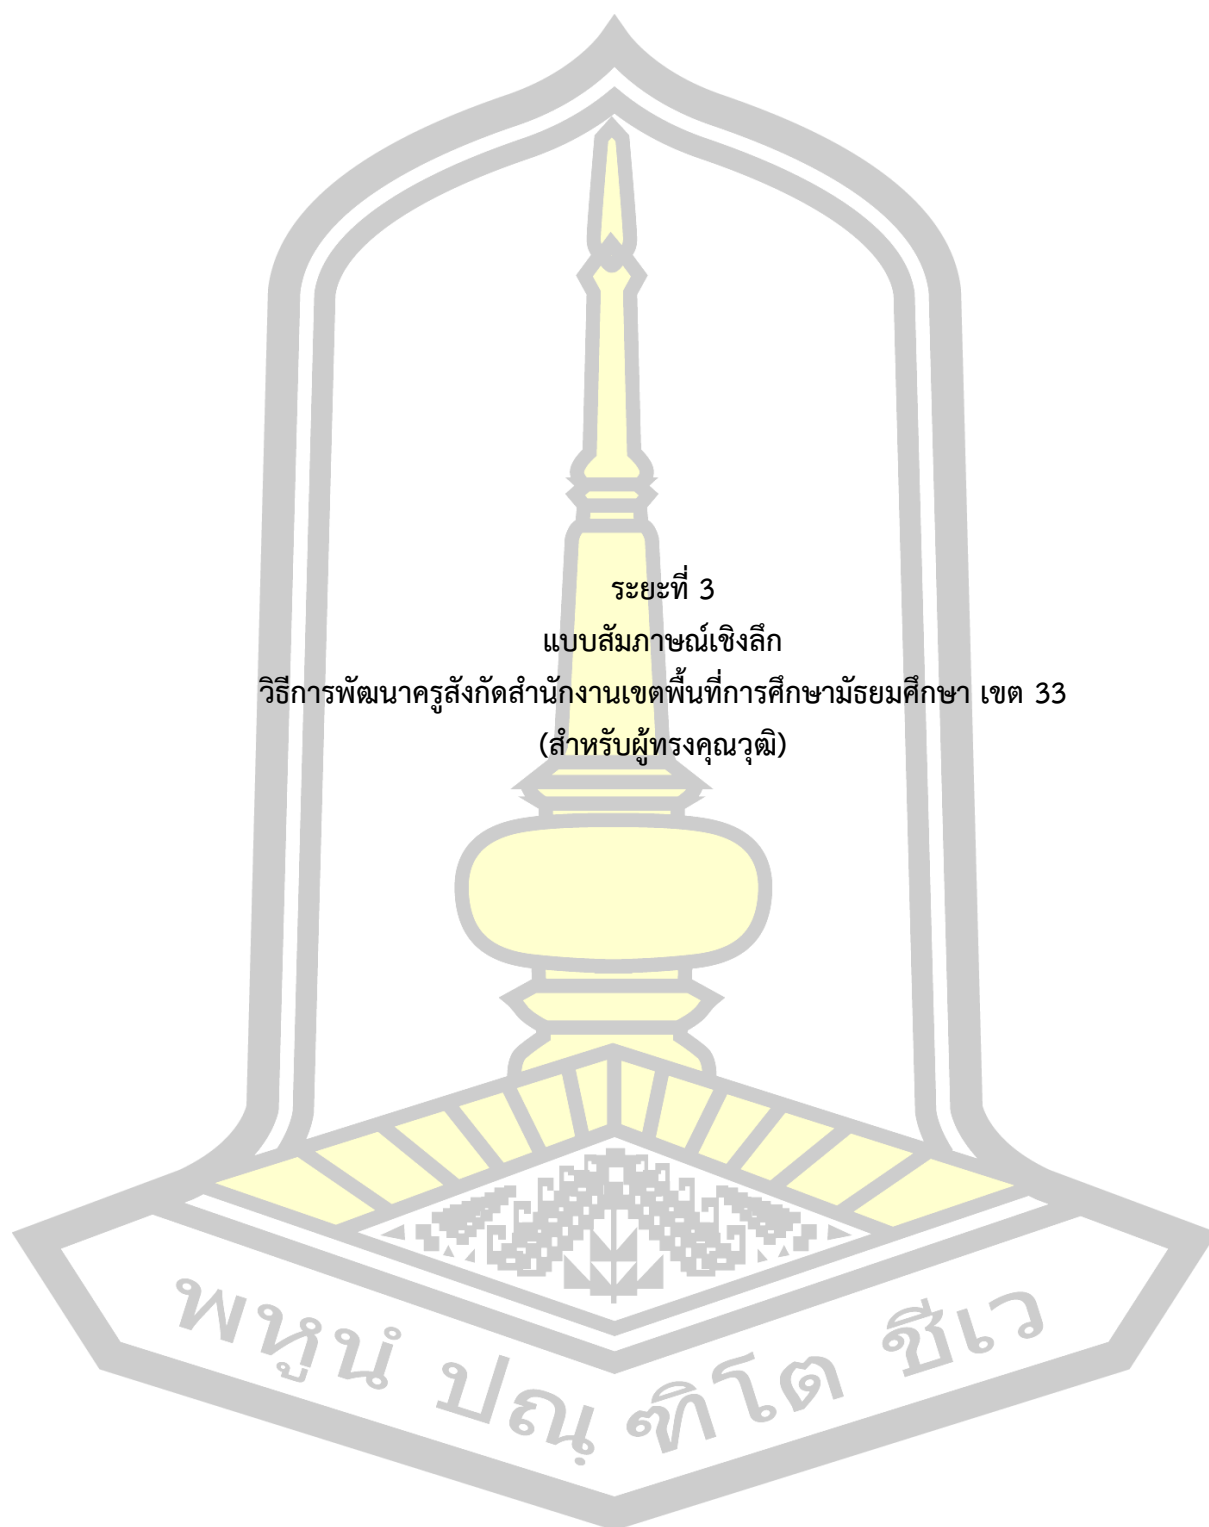 ระยะที่ 3
แบบสัมภาษณ์เชิงลึก
วิธีการพัฒนาครูสังกัดสำนักงานเขตพื้นที่การศึกษามัธยมศึกษา เขต 33
(สำหรับผู้ทรงคุณวุฒิ)
พหูนํ ปณฺ ฑิโต ชีเว